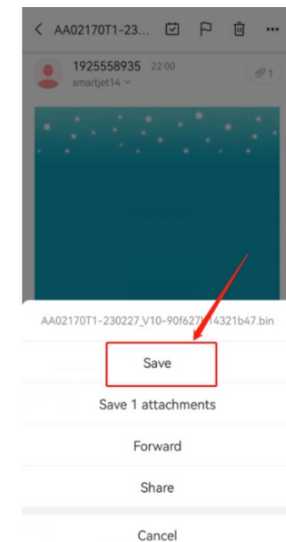 AA02170T1-23...
1925558935 22:00
1
smartjet14
AA02170T1-230227_V10-90f627 14321b47.bin
Save
Save 1 attachments
Forward
Share
Cancel